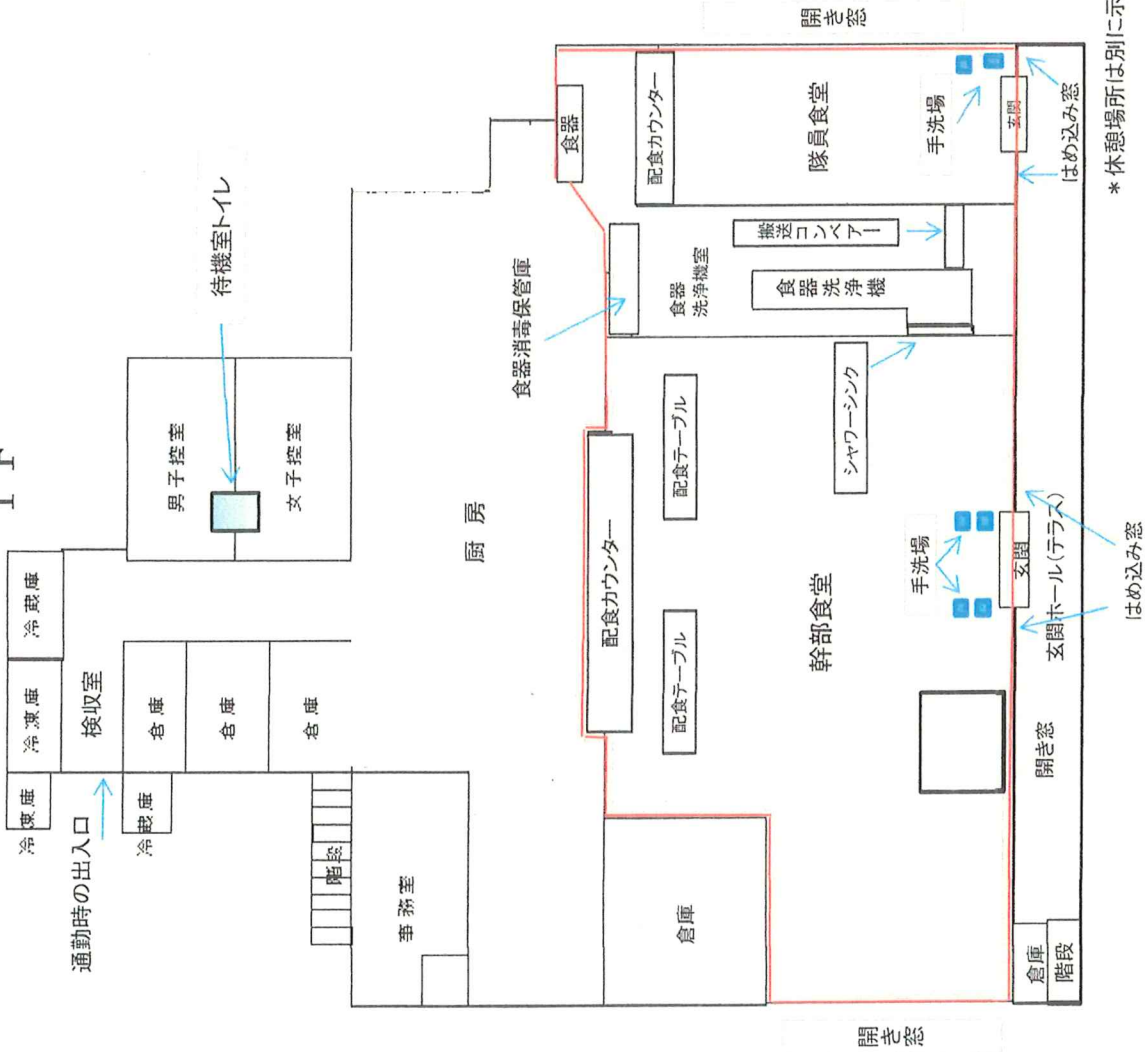 1 F
冷凍庫
冷凍庫
冷蔵庫
検収室
通勤時の出入口
冷蔵庫
倉庫
倉庫
倉庫
男子控室
女子控室
待機室トイレ
階段
事務室
厨房
食器消毒保管庫
食器
倉庫
配食カウンター
配食テーブル
配食テーブル
食器
洗浄機室
搬送コンベアー
食器洗浄機
シャワーシンク
配食カウンター
隊員食堂
幹部食堂
手洗場
手洗場
玄関
玄関
玄関ホール(テラス)
開き窓
開き窓
開き窓
はめ込み窓
はめ込み窓
倉庫
階段
*休憩場所は別に示